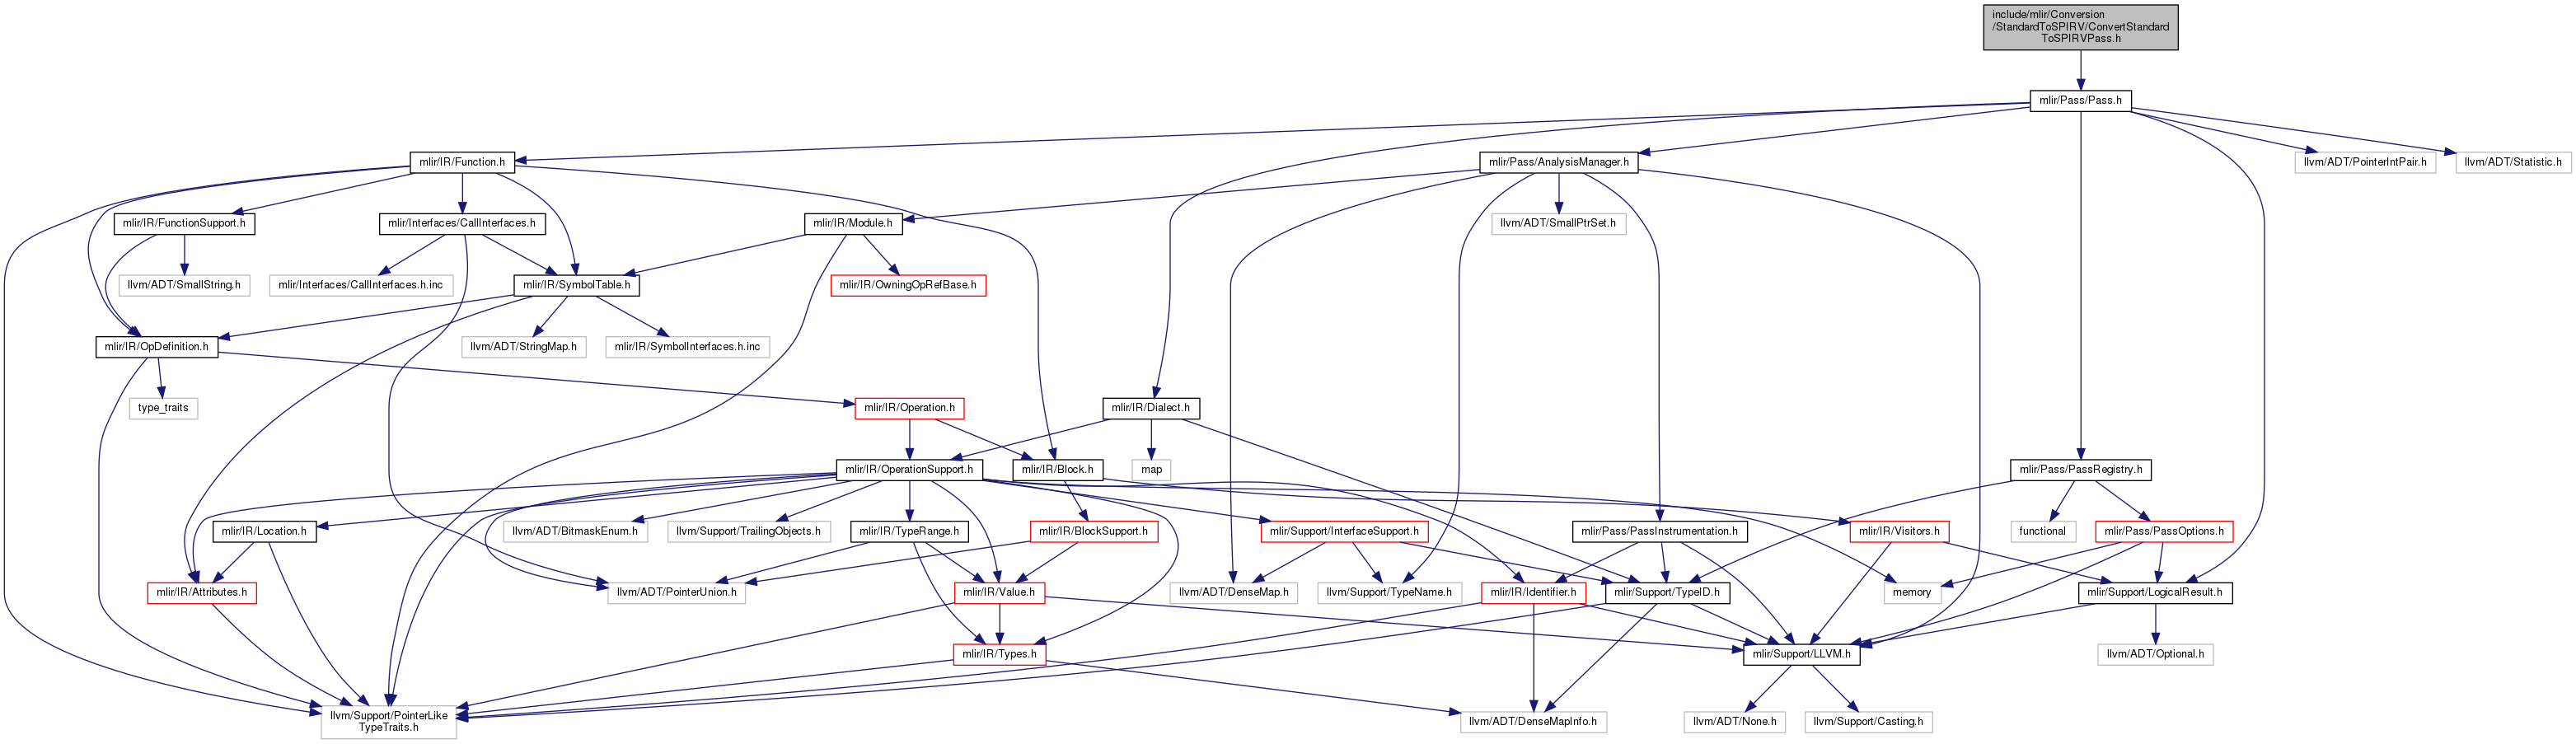 include/mlir/Conversion
/StandardToSPIRV/ConvertStandard
ToSPIRVPass.h
mlir/Pass/Pass.h
mlir/IR/Function.h
mlir/Pass/AnalysisManager.h
llvm/ADT/PointerIntPair.h
llvm/ADT/Statistic.h
mlir/IR/FunctionSupport.h
mlir/Interfaces/CallInterfaces.h
mlir/IR/Module.h
llvm/ADT/SmallPtrSet.h
llvm/ADT/SmallString.h
mlir/Interfaces/CallInterfaces.h.inc
mlir/IR/SymbolTable.h
mlir/IR/OwningOpRefBase.h
mlir/IR/OpDefinition.h
llvm/ADT/StringMap.h
mlir/IR/SymbolInterfaces.h.inc
type_traits
mlir/IR/Operation.h
mlir/IR/Dialect.h
mlir/IR/OperationSupport.h
mlir/IR/Block.h
map
mlir/Pass/PassRegistry.h
mlir/IR/Location.h
llvm/ADT/BitmaskEnum.h
llvm/Support/TrailingObjects.h
mlir/IR/TypeRange.h
mlir/IR/BlockSupport.h
mlir/Support/InterfaceSupport.h
mlir/Pass/PassInstrumentation.h
mlir/IR/Visitors.h
functional
mlir/Pass/PassOptions.h
mlir/IR/Attributes.h
llvm/ADT/PointerUnion.h
mlir/IR/Value.h
llvm/ADT/DenseMap.h
llvm/Support/TypeName.h
mlir/IR/Identifier.h
mlir/Support/TypeID.h
memory
mlir/Support/LogicalResult.h
mlir/IR/Types.h
mlir/Support/LLVM.h
llvm/ADT/Optional.h
llvm/Support/PointerLike
TypeTraits.h
llvm/ADT/DenseMapInfo.h
llvm/ADT/None.h
llvm/Support/Casting.h